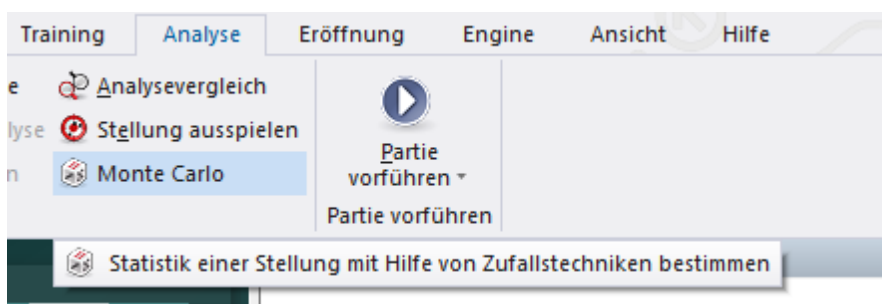 Training Analyse Eröffnung Engine Ansicht Hilfe
e Analysevergleich
lyse Stellung ausspielen
n Monte Carlo
Partie
vorführen
Partie vorführen
Statistik einer Stellung mit Hilfe von Zufallstechniken bestimmen